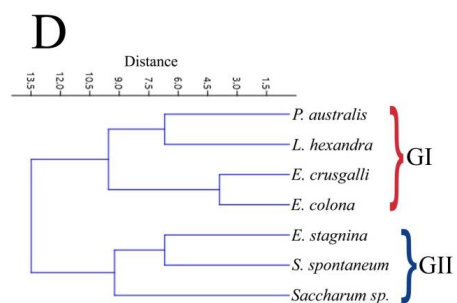 D
Distance
13.5 12.0 10.5 9.0 7.5 6.0 4.5 3.0 1.5
P. australis
L. hexandra
GI
E. crusgalli
E. colona
E. stagnina
S. spontaneum
GII
Saccharum sp.